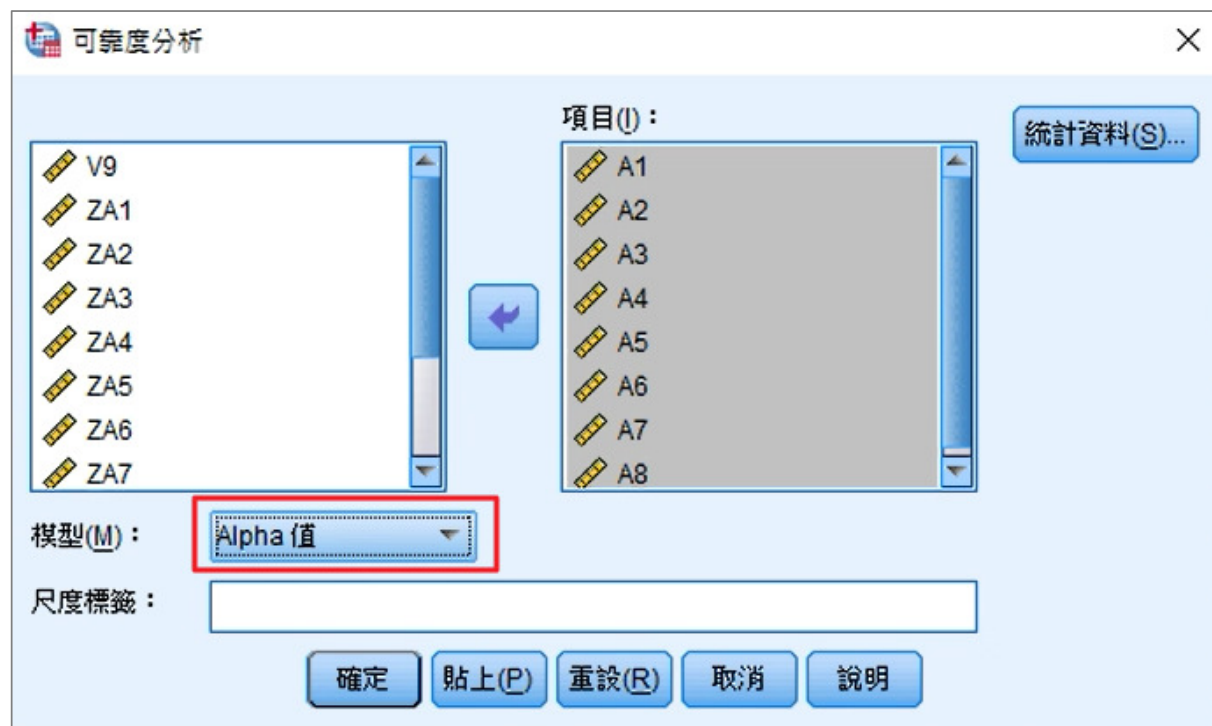 可靠度分析
項目(I)：
統計資料(S)...
V9
ZA1
ZA2
ZA3
ZA4
ZA5
ZA6
ZA7
A1
A2
A3
A4
A5
A6
A7
A8
模型(M)：
Alpha 值
尺度標籤：
確定
貼上(P)
重設(R)
取消
說明